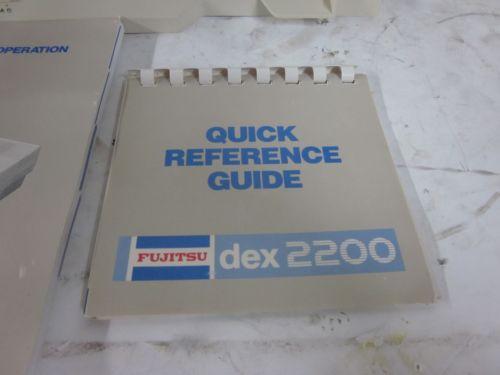 OPERATION
QUICK
REFERENCE
GUIDE
FUJITSU dex 2200